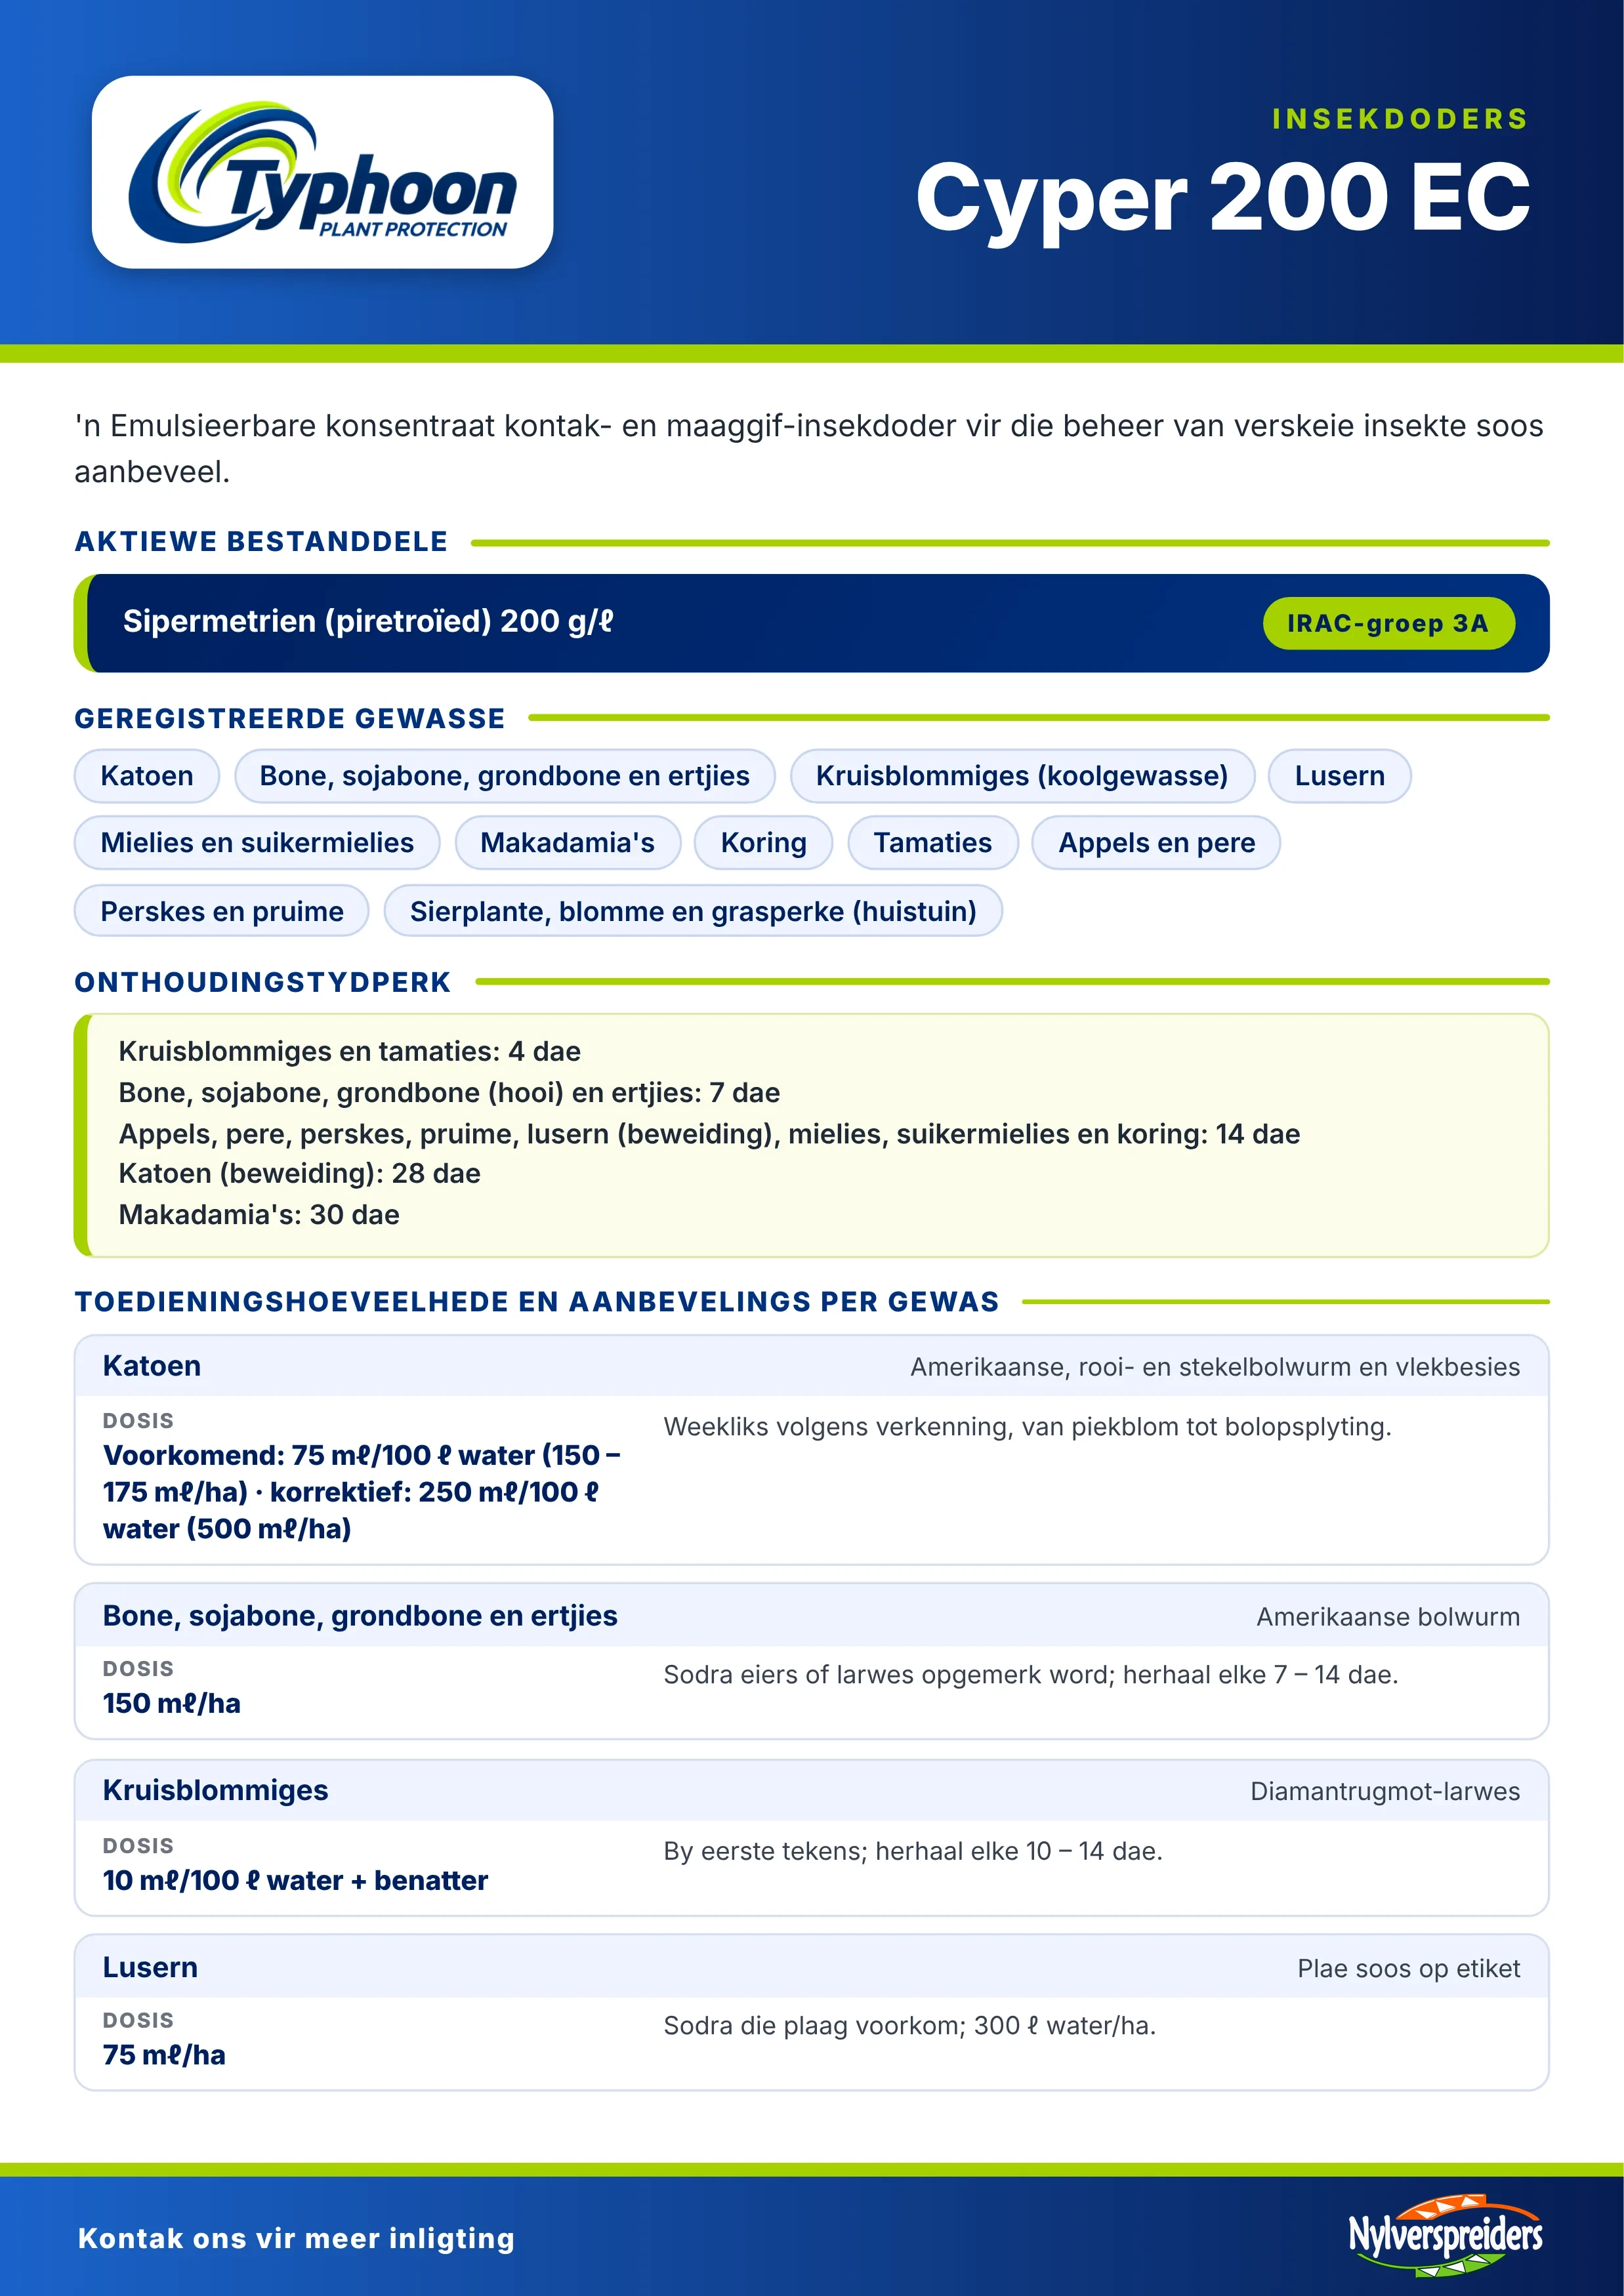 Typhoon
PLANT PROTECTION
INSEKDODERS
Cyper 200 EC
'n Emulsieerbare konsentraat kontak- en maaggif-insekdoder vir die beheer van verskeie insekte soos
aanbeveel.
AKTIEWE BESTANDDELE
Sipermetrien (piretroïed) 200 g/ℓ
IRAC-groep 3A
GEREGISTREERDE GEWASSE
Katoen
Bone, sojabone, grondbone en ertjies
Kruisblommiges (koolgewasse)
Lusern
Mielies en suikermielies
Makadamia's
Koring
Tamaties
Appels en pere
Perskes en pruime
Sierplante, blomme en grasperke (huistuin)
ONTHOUDINGSTYDPERK
Kruisblommiges en tamaties: 4 dae
Bone, sojabone, grondbone (hooi) en ertjies: 7 dae
Appels, pere, perskes, pruime, lusern (beweiding), mielies, suikermielies en koring: 14 dae
Katoen (beweiding): 28 dae
Makadamia's: 30 dae
TOEDIENINGSHOEVEELHEDE EN AANBEVELINGS PER GEWAS
Katoen
Amerikaanse, rooi- en stekelbolwurm en vlekbesies
DOSIS
Voorkomend: 75 mℓ/100 ℓ water (150 –
175 mℓ/ha) · korrektief: 250 mℓ/100 ℓ
water (500 mℓ/ha)
Weekliks volgens verkenning, van piekblom tot bolopsplyting.
Bone, sojabone, grondbone en ertjies
Amerikaanse bolwurm
DOSIS
150 mℓ/ha
Sodra eiers of larwes opgemerk word; herhaal elke 7 – 14 dae.
Kruisblommiges
Diamantrugmot-larwes
DOSIS
10 mℓ/100 ℓ water + benatter
By eerste tekens; herhaal elke 10 – 14 dae.
Lusern
Plae soos op etiket
DOSIS
75 mℓ/ha
Sodra die plaag voorkom; 300 ℓ water/ha.
Kontak ons vir meer inligting
Nylverspreiders